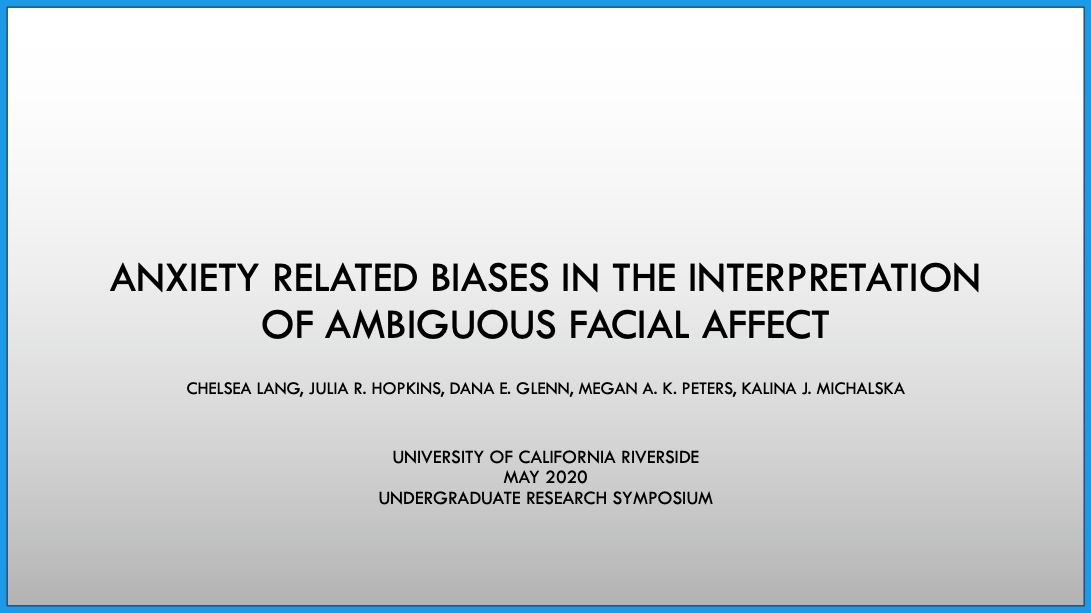 ANXIETY RELATED BIASES IN THE INTERPRETATION
OF AMBIGUOUS FACIAL AFFECT
CHELSEA LANG, JULIA R. HOPKINS, DANA E. GLENN, MEGAN A. K. PETERS, KALINA J. MICHALSKA
UNIVERSITY OF CALIFORNIA RIVERSIDE
MAY 2020
UNDERGRADUATE RESEARCH SYMPOSIUM